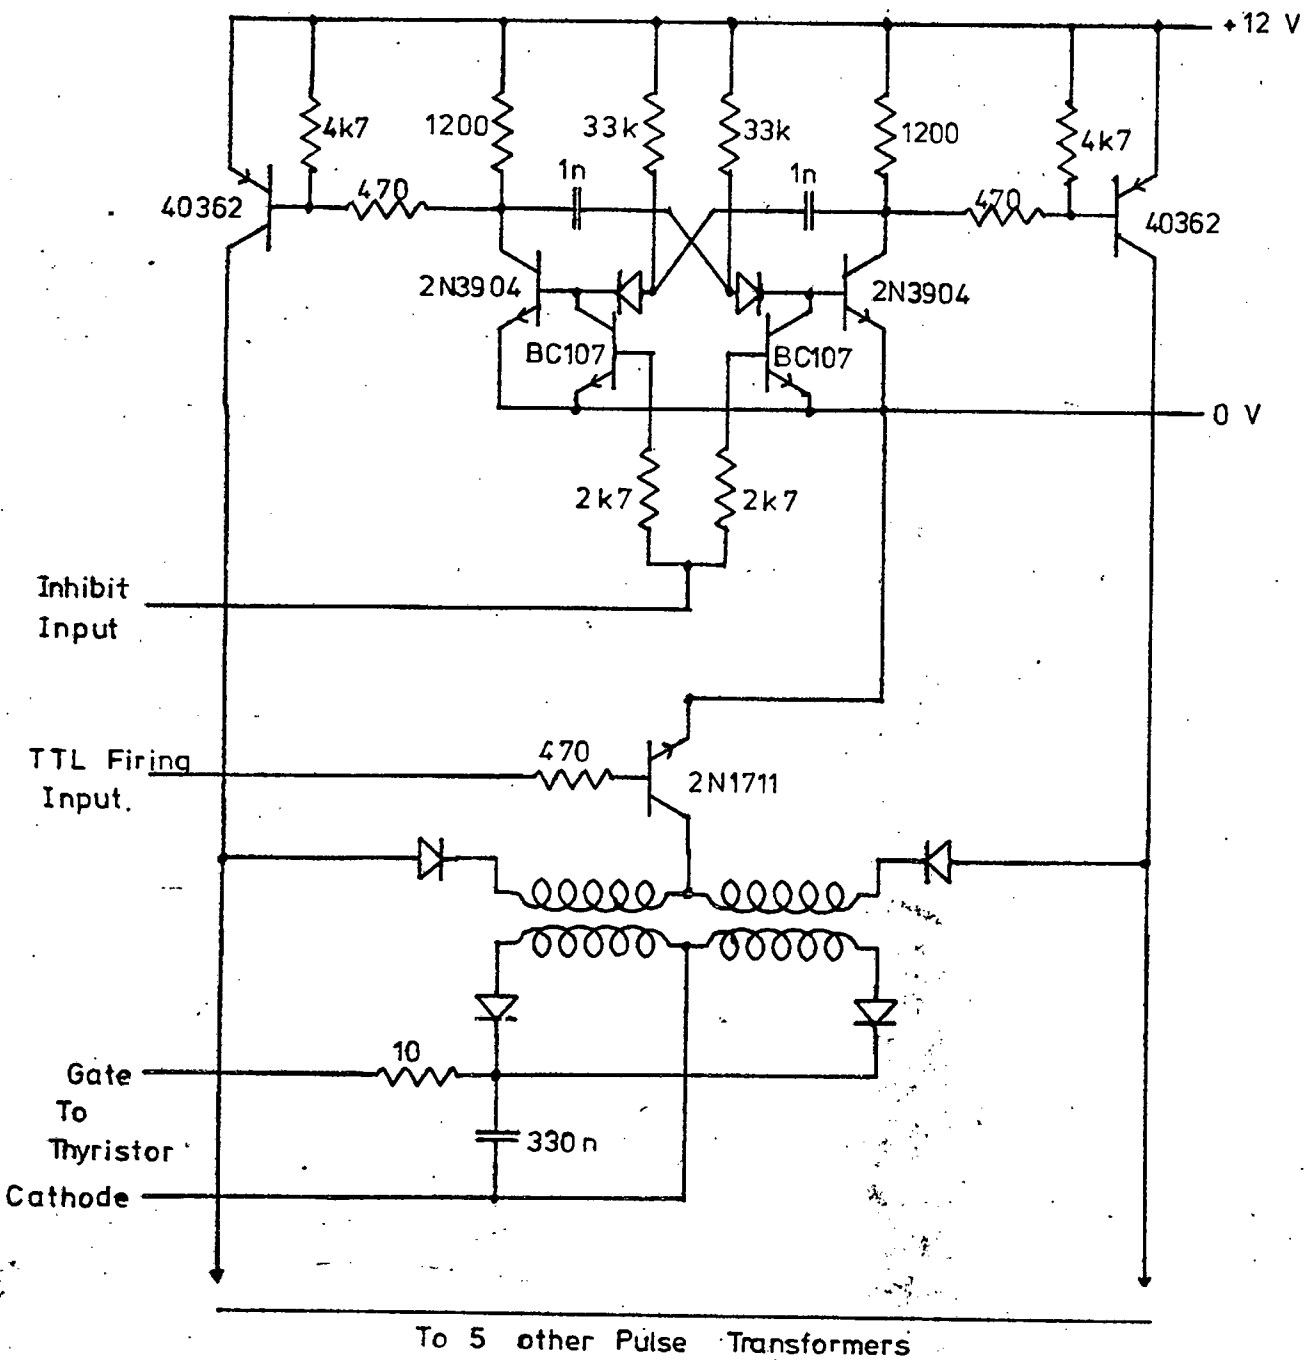 +12 V
4k7
1200
33k
33k
1200
4k7
1n
1n
470
470
40362
40362
2N3904
2N3904
BC107
BC107
0 V
2k7
2k7
Inhibit
Input
TTL Firing
Input.
470
2N1711
10
Gate
To
Thyristor
330n
Cathode
To 5 other Pulse Transformers